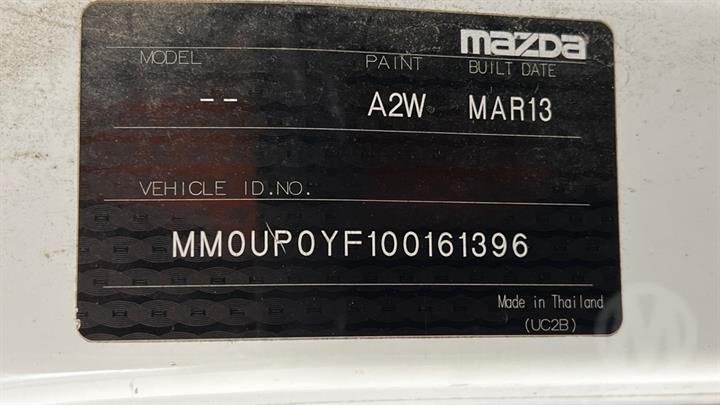 mazda
MODEL PAINT BUILT DATE
-- A2W MAR13
VEHICLE ID.NO.
MM0UP0YF100161396
Made in Thailand
(UC2B)
M